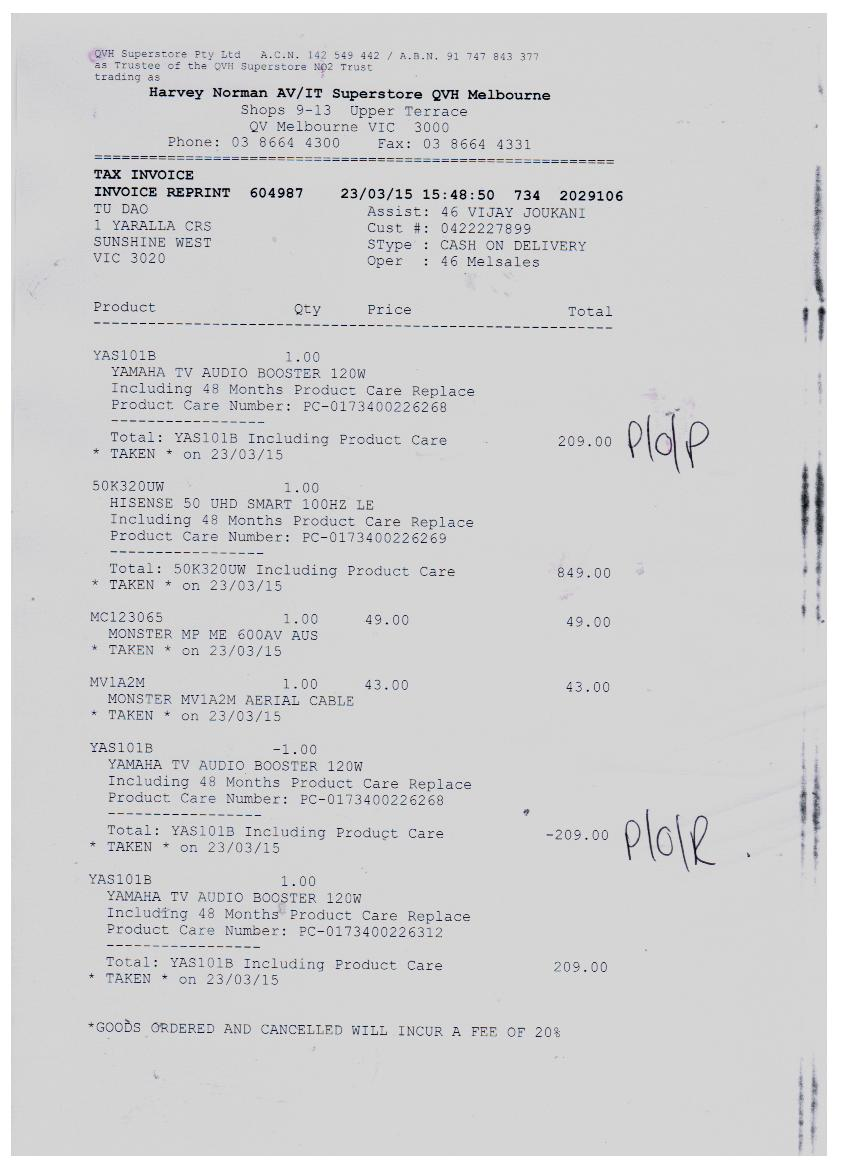 QVH Superstore Pty Ltd A.C.N. 142 549 442 / A.B.N. 91 747 843 377
as Trustee of the QVH Superstore NO2 Trust
trading as
Harvey Norman AV/IT Superstore QVH Melbourne
Shops 9-13 Upper Terrace
QV Melbourne VIC 3000
Phone: 03 8664 4300 Fax: 03 8664 4331
TAX INVOICE
INVOICE REPRINT 604987 23/03/15 15:48:50 734 2029106
TU DAO Assist: 46 VIJAY JOUKANI
1 YARALLA CRS Cust #: 0422227899
SUNSHINE WEST SType : CASH ON DELIVERY
VIC 3020 Oper : 46 Melsales
Product Qty Price Total
YAS101B 1.00
YAMAHA TV AUDIO BOOSTER 120W
Including 48 Months Product Care Replace
Product Care Number: PC-0173400226268
Total: YAS101B Including Product Care 209.00 P/O/P
* TAKEN * on 23/03/15
50K320UW 1.00
HISENSE 50 UHD SMART 100HZ LE
Including 48 Months Product Care Replace
Product Care Number: PC-0173400226269
Total: 50K320UW Including Product Care 849.00
* TAKEN * on 23/03/15
MC123065 1.00 49.00 49.00
MONSTER MP ME 600AV AUS
* TAKEN * on 23/03/15
MV1A2M 1.00 43.00 43.00
MONSTER MV1A2M AERIAL CABLE
* TAKEN * on 23/03/15
YAS101B -1.00
YAMAHA TV AUDIO BOOSTER 120W
Including 48 Months Product Care Replace
Product Care Number: PC-0173400226268
Total: YAS101B Including Product Care -209.00 P/O/R
* TAKEN * on 23/03/15
YAS101B 1.00
YAMAHA TV AUDIO BOOSTER 120W
Including 48 Months Product Care Replace
Product Care Number: PC-0173400226312
Total: YAS101B Including Product Care 209.00
* TAKEN * on 23/03/15
*GOODS ORDERED AND CANCELLED WILL INCUR A FEE OF 20%